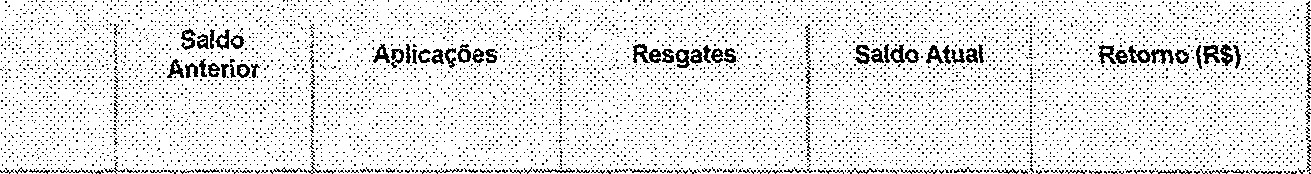 Saldo
Anterior
Aplicações
Resgates
Saldo Atual
Retorno (R$)